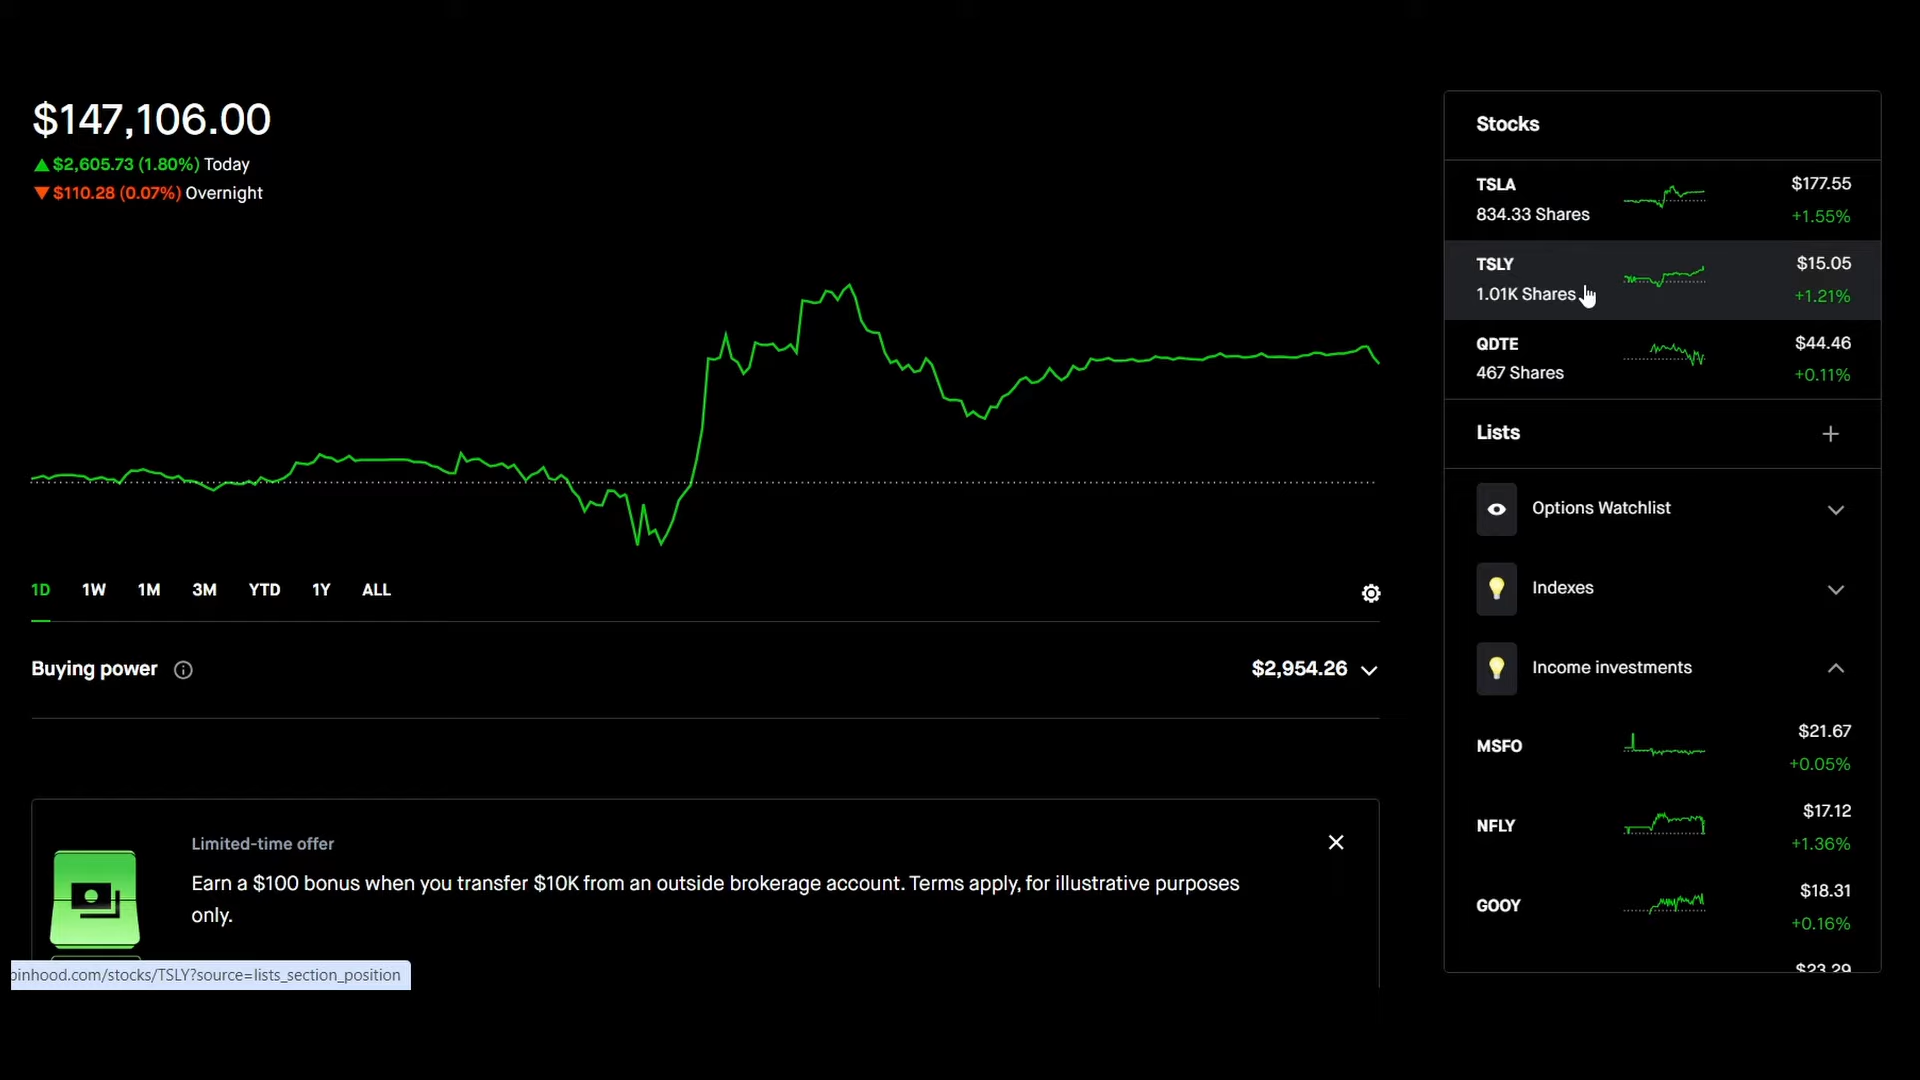 $147,106.00
$2,605.73 (1.80%) Today
$110.28 (0.07%) Overnight
1D 1W 1M 3M YTD 1Y ALL
Buying power
$2,954.26
Limited-time offer
Earn a $100 bonus when you transfer $10K from an outside brokerage account. Terms apply, for illustrative purposes
only.
inhood.com/stocks/TSLY?source=lists_section_position
Stocks
TSLA $177.55
834.33 Shares +1.55%
TSLY $15.05
1.01K Shares +1.21%
QDTE $44.46
467 Shares +0.11%
Lists
Options Watchlist
Indexes
Income investments
MSFO $21.67
+0.05%
NFLY $17.12
+1.36%
GOOY $18.31
+0.16%